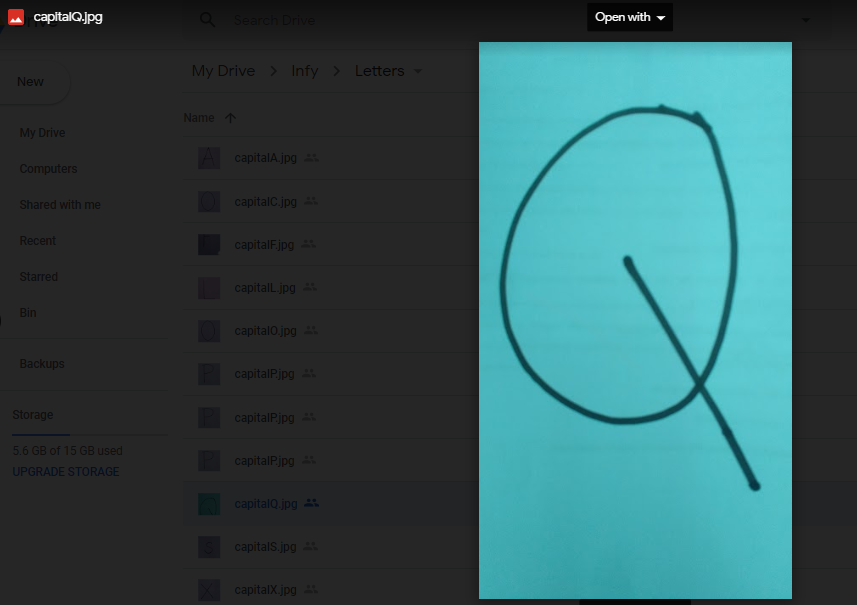 capitalQ.jpg
Search Drive
Open with
My Drive > Infy > Letters
New
Name
My Drive
Computers
Shared with me
Recent
Starred
Bin
Backups
Storage
5.6 GB of 15 GB used
UPGRADE STORAGE
capitalA.jpg
capitalC.jpg
capitalF.jpg
capitalL.jpg
capitalO.jpg
capitalP.jpg
capitalP.jpg
capitalP.jpg
capitalQ.jpg
capitalS.jpg
capitalX.jpg
Q